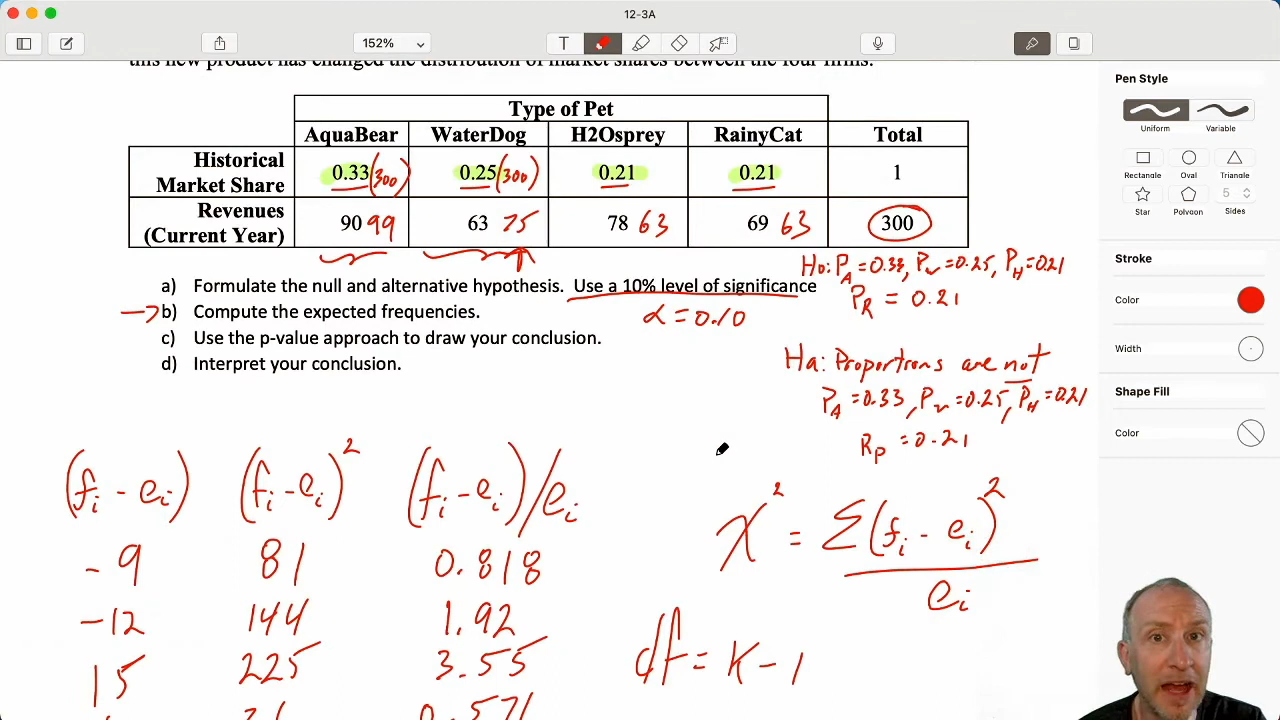 12-3A
152%
T
this new product has changed the distribution of market shares between the four firms.
Type of Pet
AquaBear WaterDog H2Osprey RainyCat Total
Historical Market Share 0.33(300) 0.25(300) 0.21 0.21 1
Revenues (Current Year) 90 99 63 75 78 63 69 63 300
a) Formulate the null and alternative hypothesis. Use a 10% level of significance
b) Compute the expected frequencies.
α = 0.10
c) Use the p-value approach to draw your conclusion.
d) Interpret your conclusion.
Ho: PA = 0.33, Pw = 0.25, PH = 0.21
PR = 0.21
Ha: Proportions are not
PA = 0.33, Pw = 0.25, PH = 0.21
RP = 0.21
(fi - ei) (fi - ei)² (fi - ei)/ei
-9 81 0.818
-12 144 1.92
15 225 3.55
0.571
χ² = Σ(fi - ei)²
ei
df = K - 1
Pen Style
Uniform Variable
Rectangle Oval Triangle
Star Polygon Sides
5
Stroke
Color
Width
Shape Fill
Color